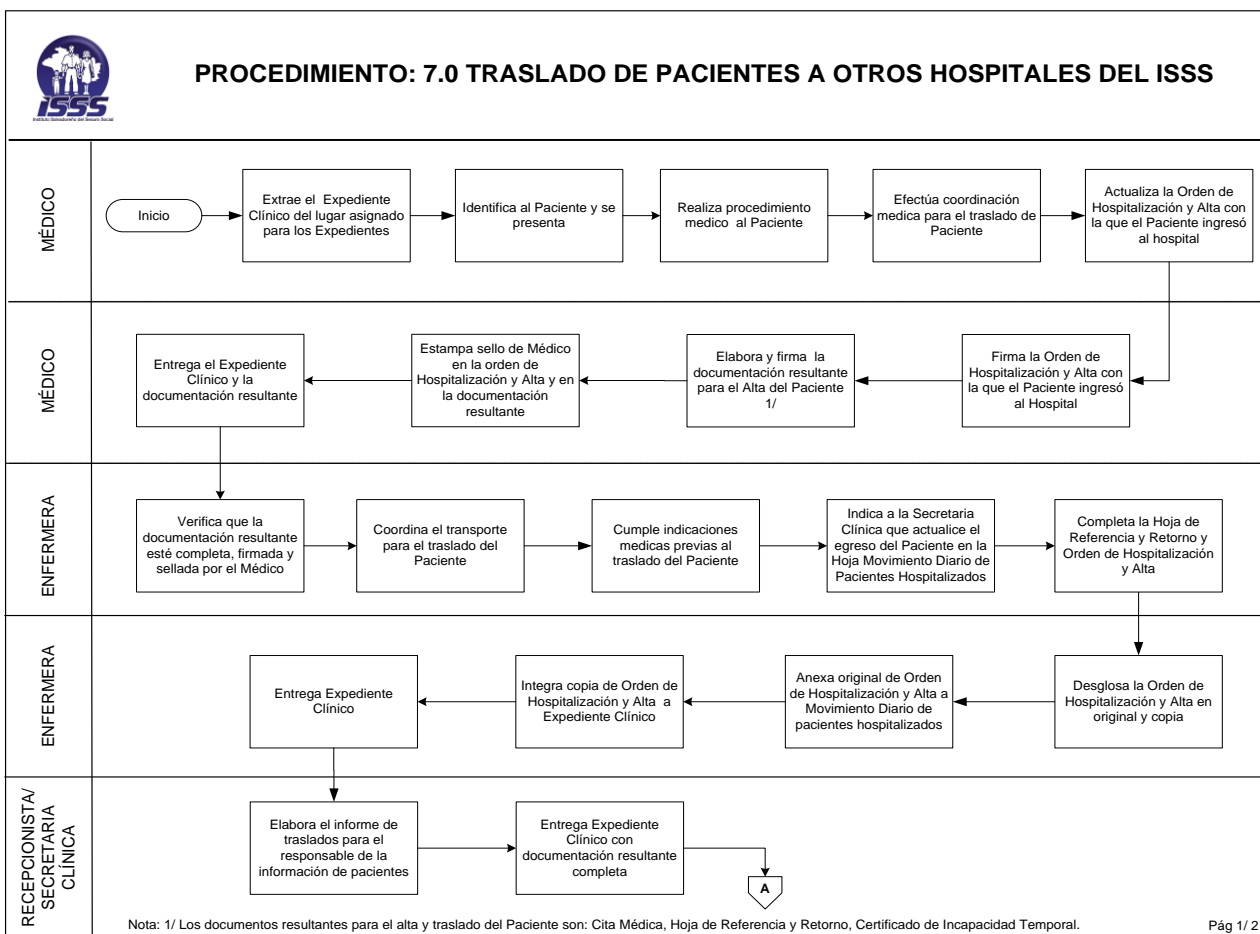 ISSS
Instituto Salvadoreño del Seguro Social
PROCEDIMIENTO: 7.0 TRASLADO DE PACIENTES A OTROS HOSPITALES DEL ISSS
MÉDICO
Inicio
Extrae el Expediente
Clínico del lugar asignado
para los Expedientes
Identifica al Paciente y se
presenta
Realiza procedimiento
medico al Paciente
Efectúa coordinación
medica para el traslado de
Paciente
Actualiza la Orden de
Hospitalización y Alta con
la que el Paciente ingresó
al hospital
MÉDICO
Firma la Orden de
Hospitalización y Alta con
la que el Paciente ingresó
al Hospital
Elabora y firma la
documentación resultante
para el Alta del Paciente
1/
Estampa sello de Médico
en la orden de
Hospitalización y Alta y en
la documentación
resultante
Entrega el Expediente
Clínico y la
documentación resultante
ENFERMERA
Verifica que la
documentación resultante
esté completa, firmada y
sellada por el Médico
Coordina el transporte
para el traslado del
Paciente
Cumple indicaciones
medicas previas al
traslado del Paciente
Indica a la Secretaria
Clínica que actualice el
egreso del Paciente en la
Hoja Movimiento Diario de
Pacientes Hospitalizados
Completa la Hoja de
Referencia y Retorno y
Orden de Hospitalización
y Alta
ENFERMERA
Desglosa la Orden de
Hospitalización y Alta en
original y copia
Anexa original de Orden
de Hospitalización y Alta a
Movimiento Diario de
pacientes hospitalizados
Integra copia de Orden de
Hospitalización y Alta a
Expediente Clínico
Entrega Expediente
Clínico
RECEPCIONISTA/
SECRETARIA
CLÍNICA
Elabora el informe de
traslados para el
responsable de la
información de pacientes
Entrega Expediente
Clínico con
documentación resultante
completa
A
Nota: 1/ Los documentos resultantes para el alta y traslado del Paciente son: Cita Médica, Hoja de Referencia y Retorno, Certificado de Incapacidad Temporal.
Pág 1/ 2